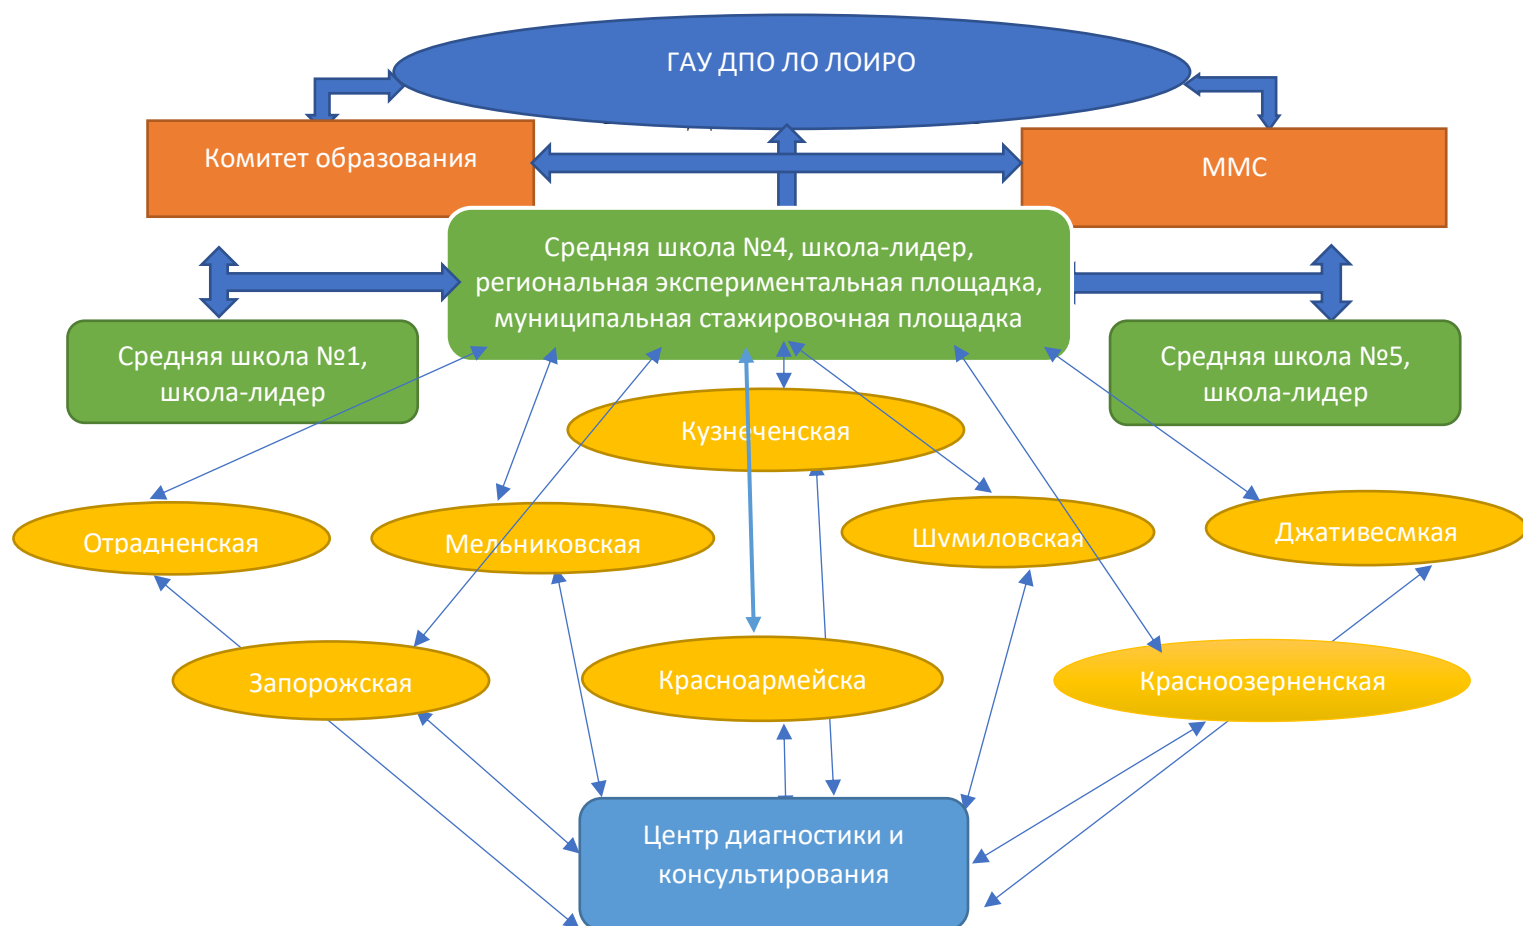 ГАУ ДПО ЛО ЛОИРО
Комитет образования
ММС
Средняя школа №4, школа-лидер,
региональная экспериментальная площадка,
муниципальная стажировочная площадка
Средняя школа №1,
школа-лидер
Средняя школа №5,
школа-лидер
Кузнеченская
Отрадненская
Мельниковская
Шумиловская
Джативесмкая
Запорожская
Красноармейска
Красноозерненская
Центр диагностики и
консультирования